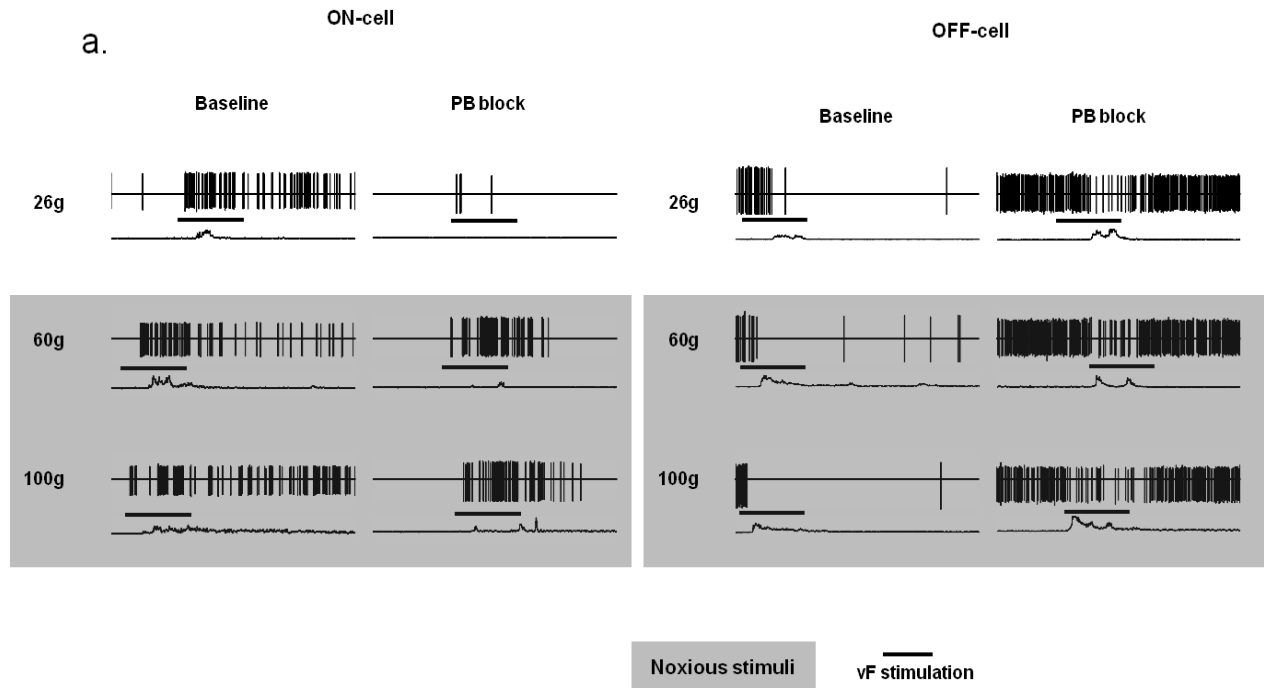 ON-cell
OFF-cell
a.
Baseline
PB block
Baseline
PB block
26g
26g
60g
60g
100g
100g
Noxious stimuli
vF stimulation